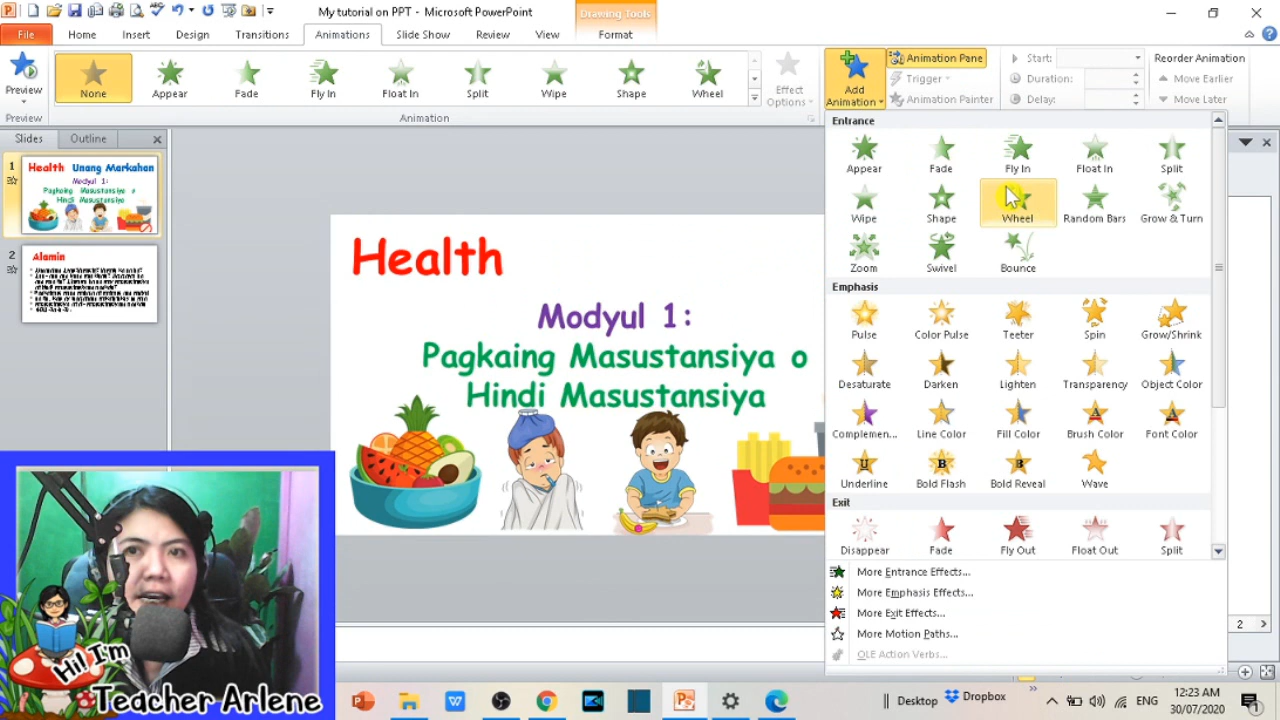 My tutorial on PPT - Microsoft PowerPoint
Drawing Tools
File Home Insert Design Transitions Animations Slide Show Review View Format
Preview
None Appear Fade Fly In Float In Split Wipe Shape Wheel
Effect
Options
Add
Animation
Animation Pane
Trigger
Animation Painter
Start:
Duration:
Delay:
Reorder Animation
Move Earlier
Move Later
Preview
Animation
Slides Outline
1
Health Unang Markahan
Modyul 1:
Pagkaing Masustansiya o
Hindi Masustansiya
2
Alamin
Health
Modyul 1:
Pagkaing Masustansiya o
Hindi Masustansiya
Entrance
Appear Fade Fly In Float In Split
Wipe Shape Wheel Random Bars Grow & Turn
Zoom Swivel Bounce
Emphasis
Pulse Color Pulse Teeter Spin Grow/Shrink
Desaturate Darken Lighten Transparency Object Color
Complemen... Line Color Fill Color Brush Color Font Color
Underline Bold Flash Bold Reveal Wave
Exit
Disappear Fade Fly Out Float Out Split
More Entrance Effects...
More Emphasis Effects...
More Exit Effects...
More Motion Paths...
OLE Action Verbs...
2
Hi! I'm
Teacher Arlene
Desktop
Dropbox
ENG
12:23 AM
30/07/2020
1